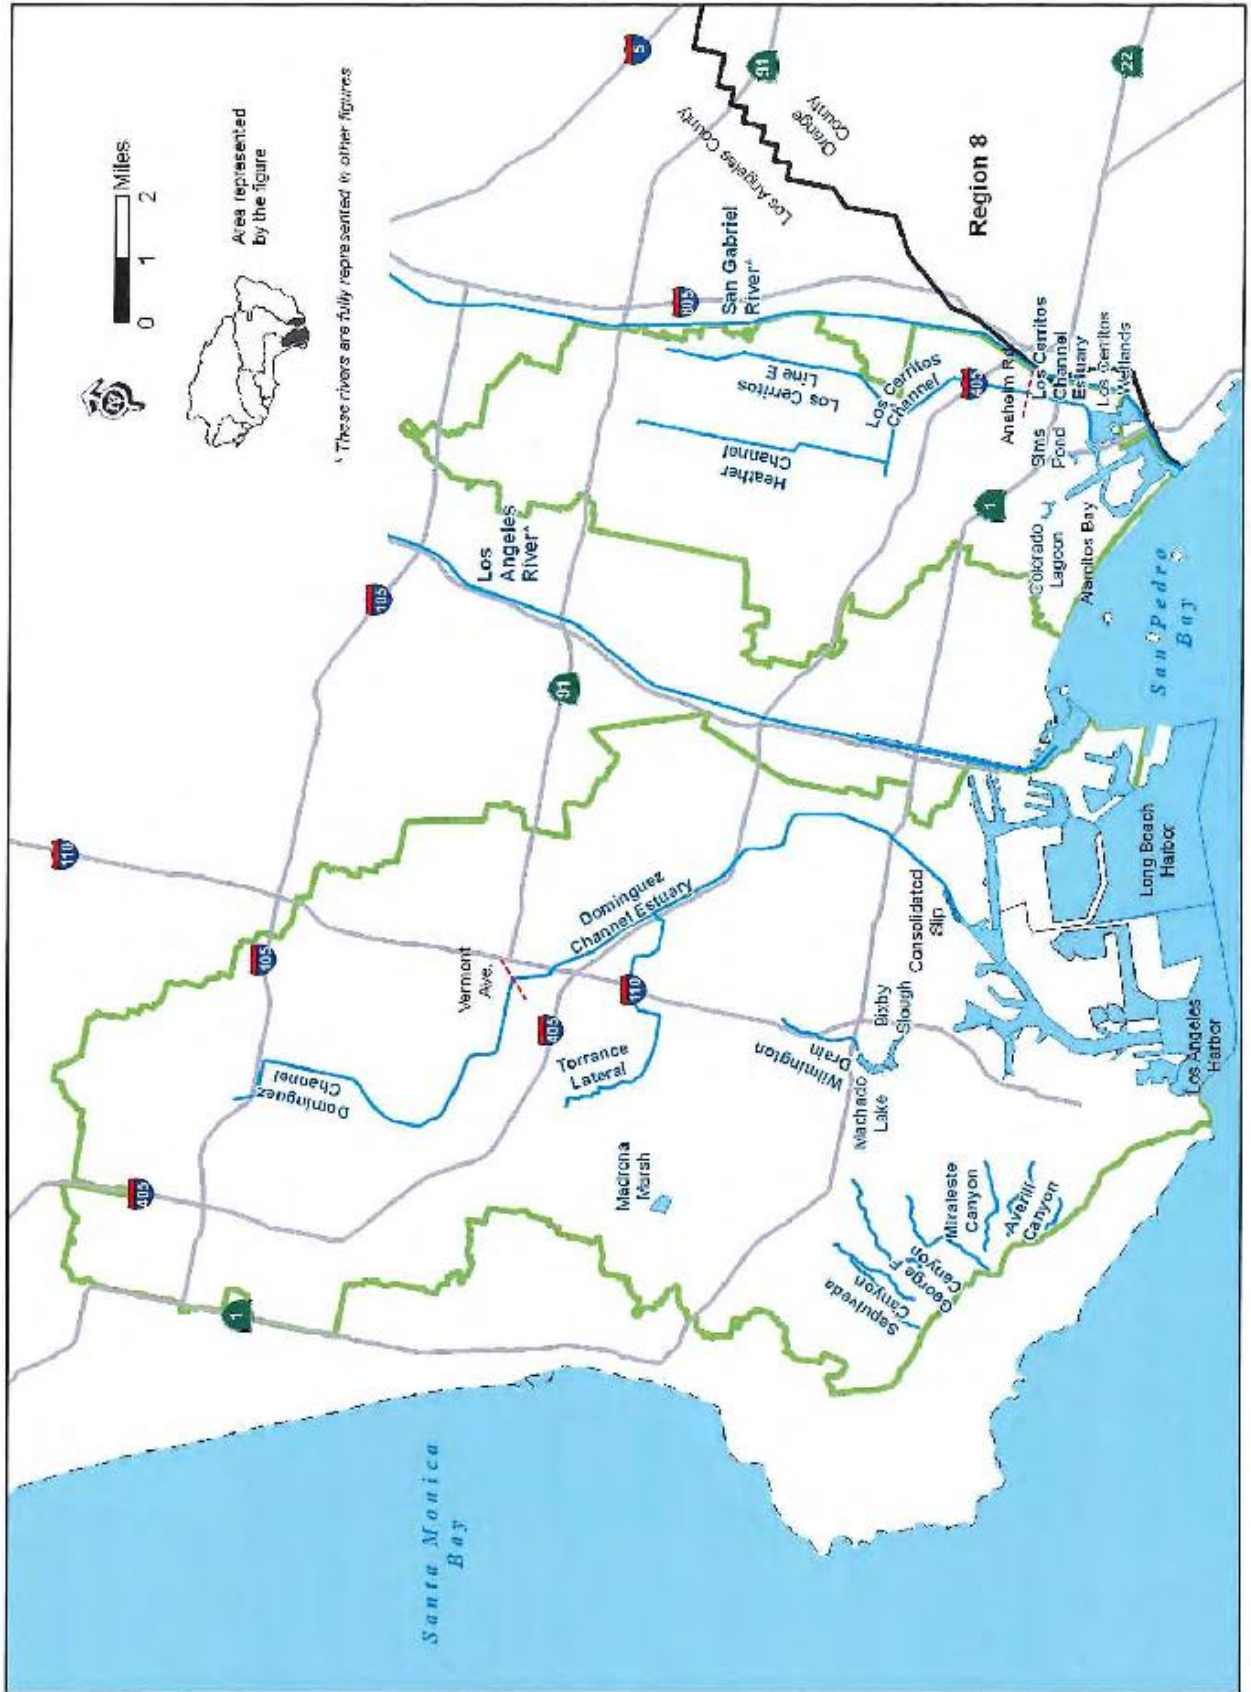 0 1 2 Miles
Area represented
by the figure
These rivers are fully represented in other figures
5
91
22
Orange
County
Los Angeles County
Region 8
San Gabriel
River^
605
Los Cerritos
Line E
Los Cerritos
Channel
Heather
Channel
405
Los Cerritos
Channel
Estuary
Los Cerritos
Wetlands
Sims
Pond
1
Colorado
Lagoon
Alamitos Bay
San Pedro
Bay
Los
Angeles
River^
105
91
110
105
Vermont
Ave.
Dominguez
Channel Estuary
405
110
Torrance
Lateral
Dominguez
Channel
405
1
Madrona
Marsh
Wilmington
Drain
Machado
Lake
Bixby
Slough
Consolidated
Slip
Long Beach
Harbor
Los Angeles
Harbor
Sepulveda
Canyon
George F
Canyon
Miraleste
Canyon
Averill
Canyon
Santa Monica
Bay